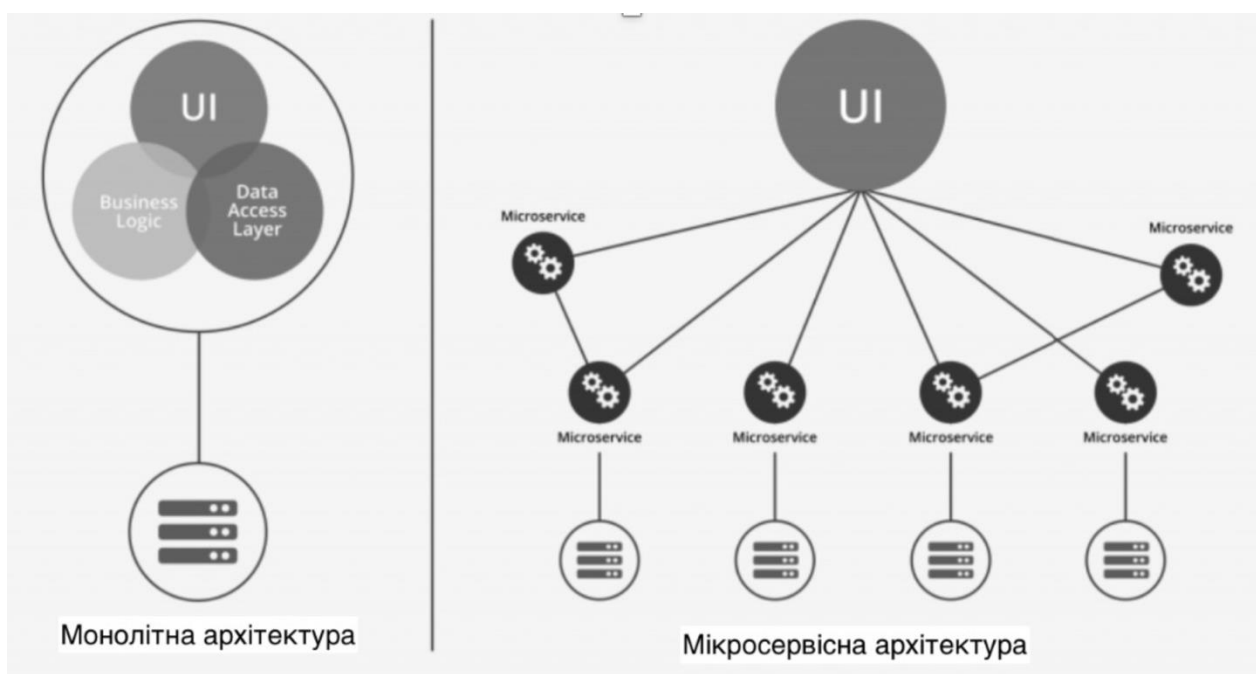 UI
Business
Logic
Data
Access
Layer
Монолітна архітектура
UI
Microservice
Microservice
Microservice
Microservice
Microservice
Microservice
Мікросервісна архітектура